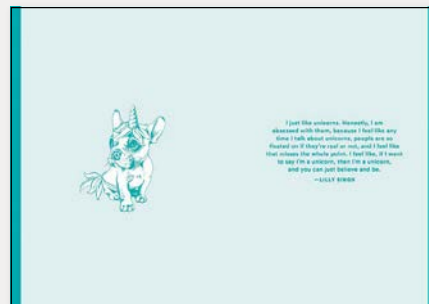 I just like unicorns. Honestly, I am
obsessed with them, because I feel like any
time I talk about unicorns, people are so
fixated on if they're real or not, and I feel like
that misses the whole point. I feel like, if I want
to say I'm a unicorn, then I'm a unicorn,
and you can just believe and be.
—LILLY SINGH